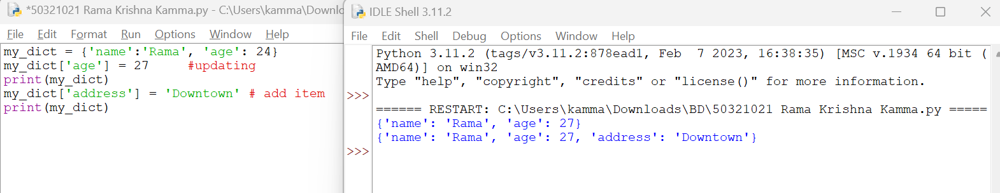 *50321021 Rama Krishna Kamma.py - C:\Users\kamma\Downlo
File Edit Format Run Options Window Help
my_dict = {'name':'Rama', 'age': 24}
my_dict['age'] = 27     #updating
print(my_dict)
my_dict['address'] = 'Downtown' # add item
print(my_dict)
IDLE Shell 3.11.2
File Edit Shell Debug Options Window Help
Python 3.11.2 (tags/v3.11.2:878ead1, Feb  7 2023, 16:38:35) [MSC v.1934 64 bit (
AMD64)] on win32
Type "help", "copyright", "credits" or "license()" for more information.
>>>
====== RESTART: C:\Users\kamma\Downloads\BD\50321021 Rama Krishna Kamma.py =====
{'name': 'Rama', 'age': 27}
{'name': 'Rama', 'age': 27, 'address': 'Downtown'}
>>>